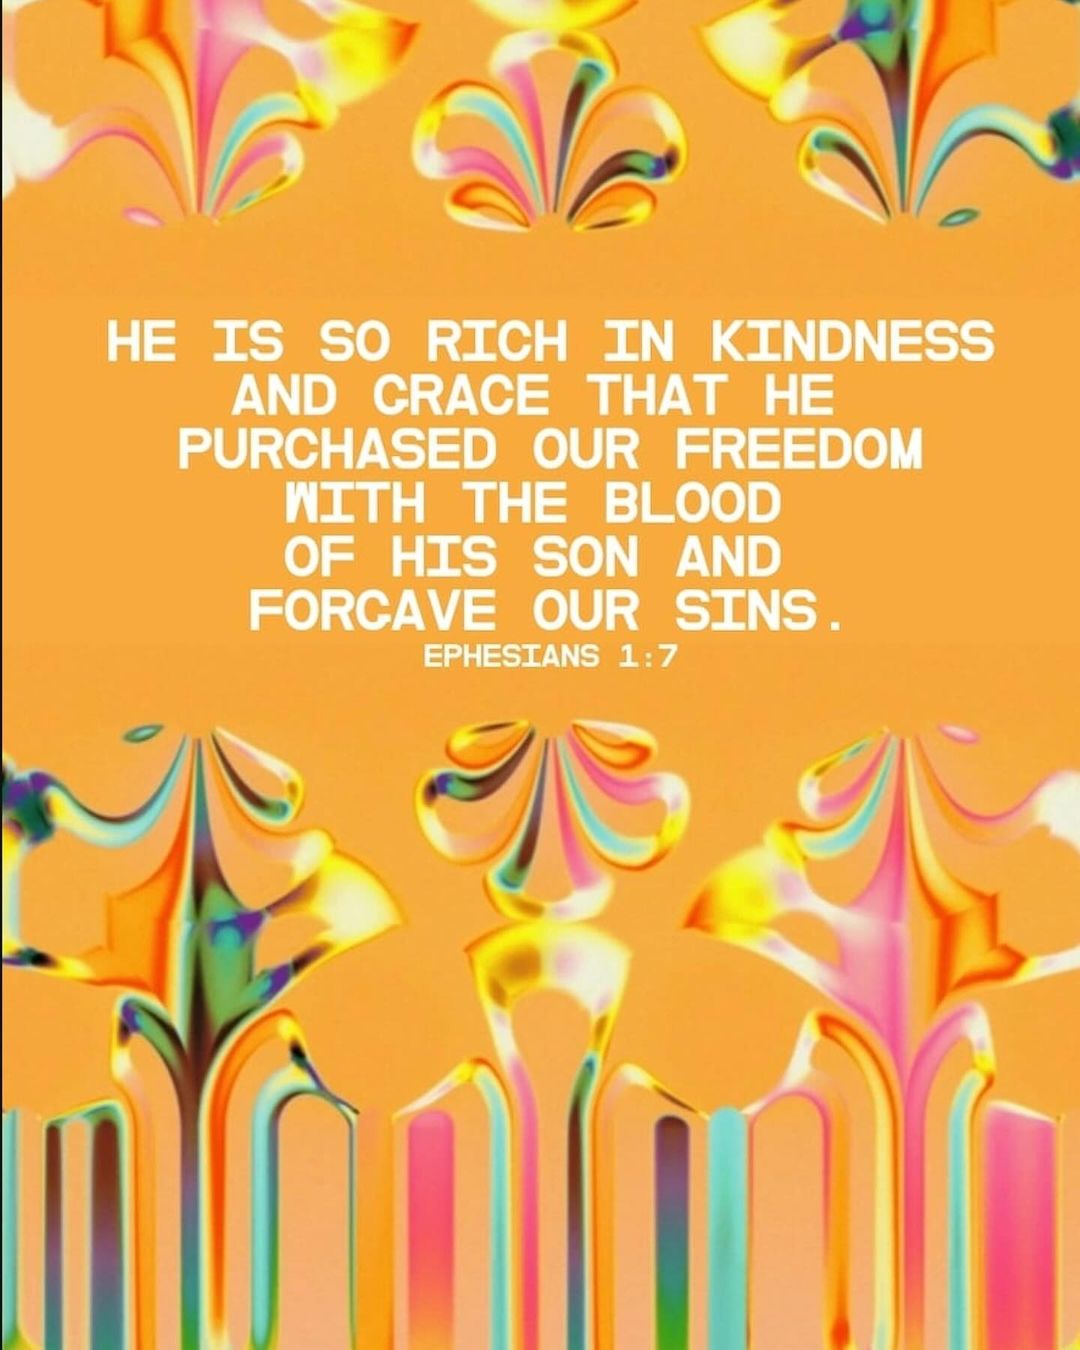 HE IS SO RICH IN KINDNESS
AND GRACE THAT HE
PURCHASED OUR FREEDOM
WITH THE BLOOD
OF HIS SON AND
FORGAVE OUR SINS.
EPHESIANS 1:7